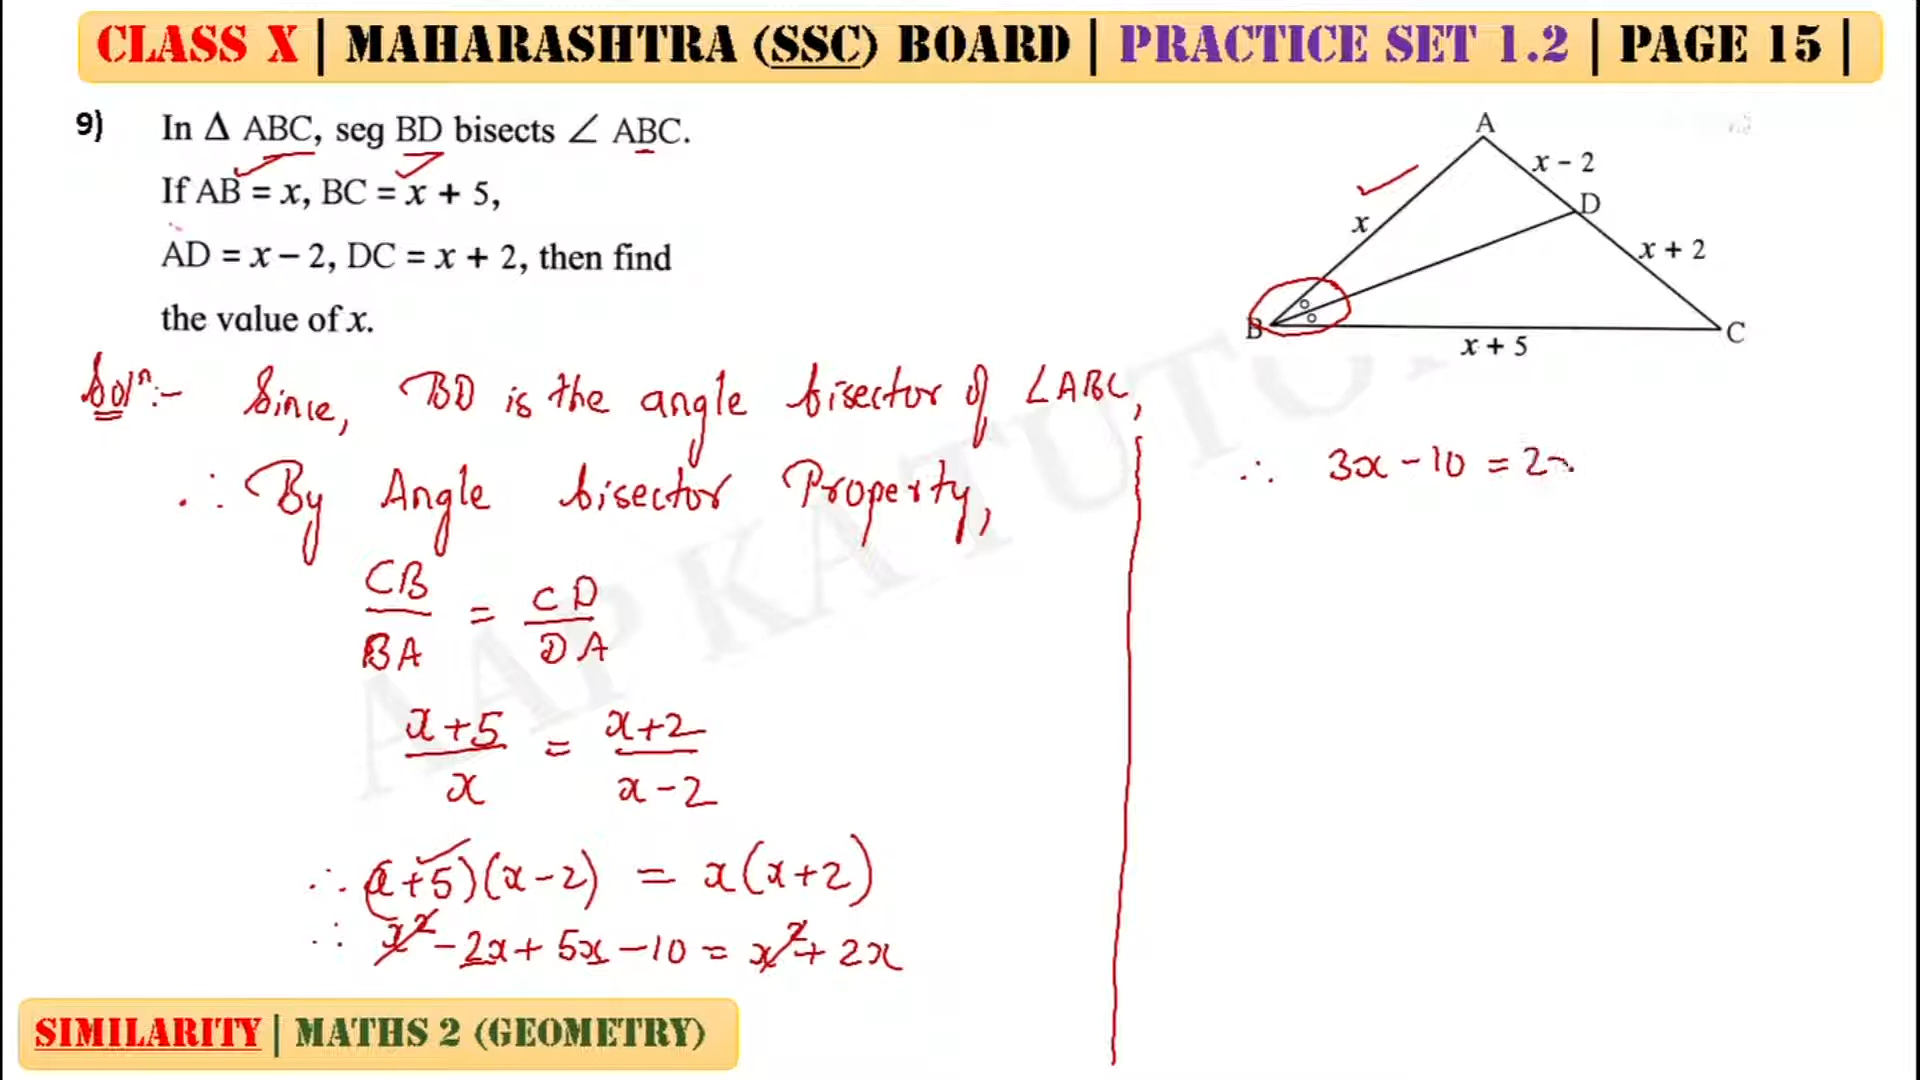 CLASS X | MAHARASHTRA (SSC) BOARD | PRACTICE SET 1.2 | PAGE 15 |
9) In Δ ABC, seg BD bisects ∠ ABC.
If AB = x, BC = x + 5,
AD = x – 2, DC = x + 2, then find
the value of x.
A
x – 2
D
x
x + 2
B
C
x + 5
Solⁿ:- Since, BD is the angle bisector of ∠ABC,
∴ By Angle bisector Property,
CB/BA = CD/DA
x+5/x = x+2/x-2
∴ (x+5)(x-2) = x(x+2)
∴ x² - 2x + 5x - 10 = x² + 2x
∴ 3x - 10 = 2x
AAPKA TUTOR
SIMILARITY | MATHS 2 (GEOMETRY)